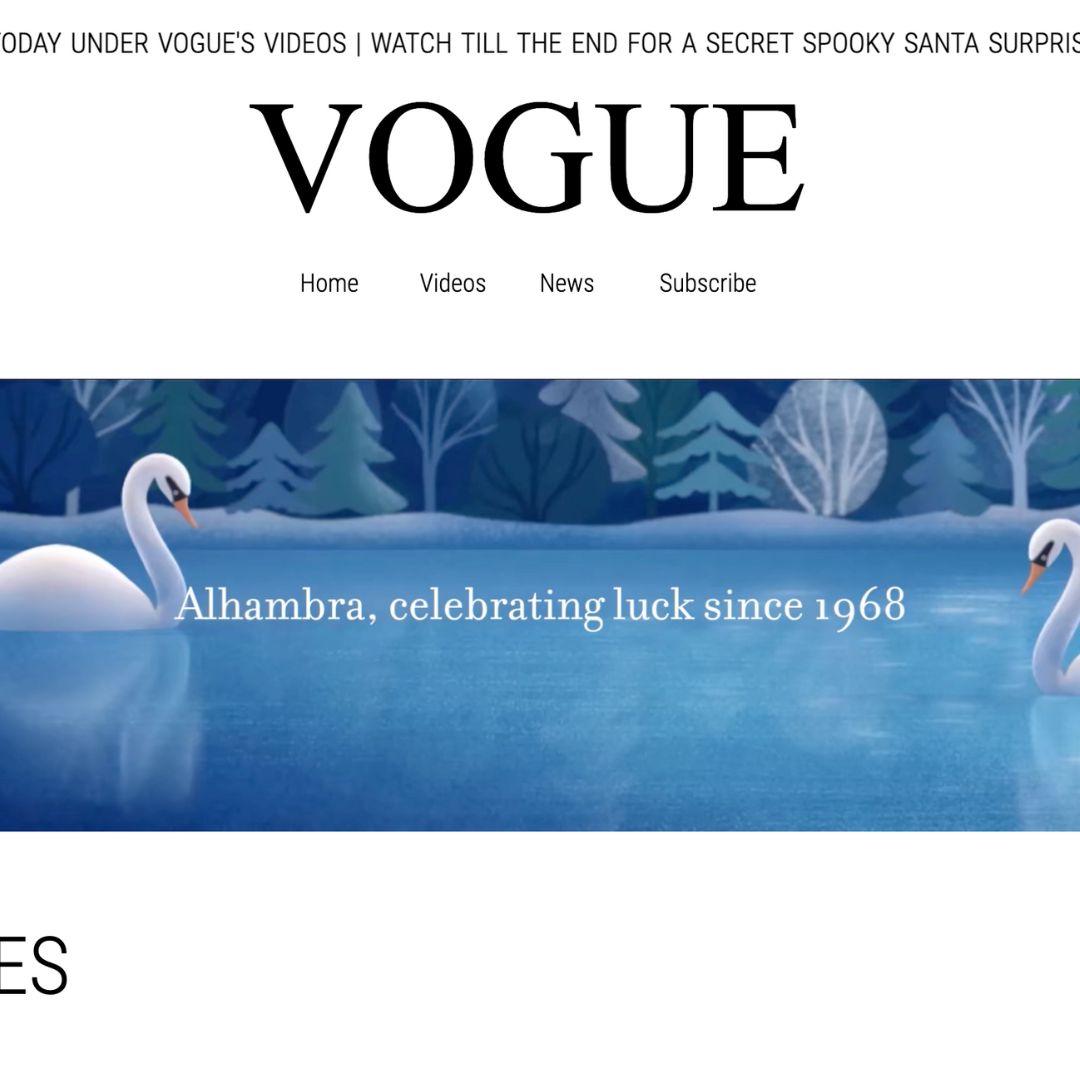 TODAY UNDER VOGUE'S VIDEOS | WATCH TILL THE END FOR A SECRET SPOOKY SANTA SURPRIS
VOGUE
Home Videos News Subscribe
Alhambra, celebrating luck since 1968
ES